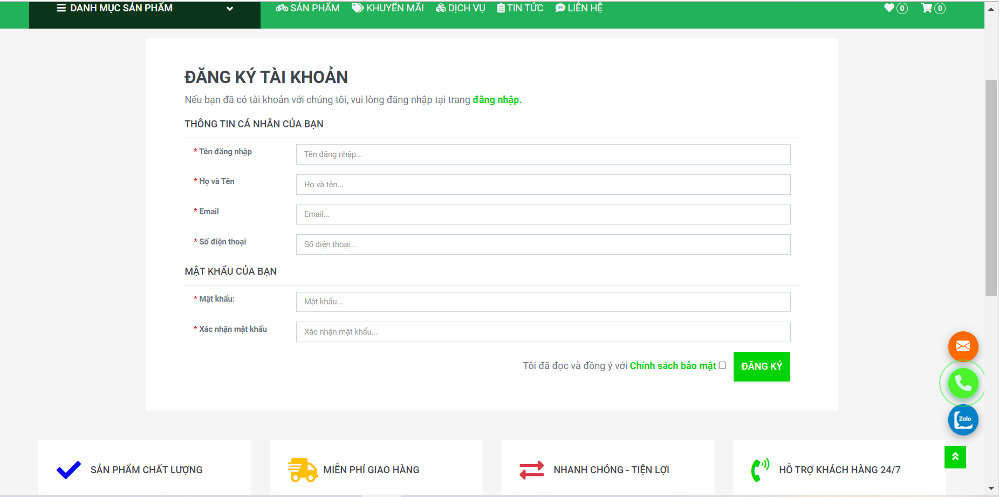 DANH MỤC SẢN PHẨM
SẢN PHẨM KHUYẾN MÃI DỊCH VỤ TIN TỨC SMS LIÊN HỆ 0 0
ĐĂNG KÝ TÀI KHOẢN
Nếu bạn đã có tài khoản với chúng tôi, vui lòng đăng nhập tại trang đăng nhập.
THÔNG TIN CÁ NHÂN CỦA BẠN
* Tên đăng nhập
Tên đăng nhập...
* Họ và Tên
Họ và tên...
* Email
Email...
* Số điện thoại
Số điện thoại...
MẬT KHẨU CỦA BẠN
* Mật khẩu:
Mật khẩu...
* Xác nhận mật khẩu
Xác nhận mật khẩu...
Tôi đã đọc và đồng ý với Chính sách bảo mật
ĐĂNG KÝ
Zalo
SẢN PHẨM CHẤT LƯỢNG
MIỄN PHÍ GIAO HÀNG
NHANH CHÓNG - TIỆN LỢI
HỖ TRỢ KHÁCH HÀNG 24/7